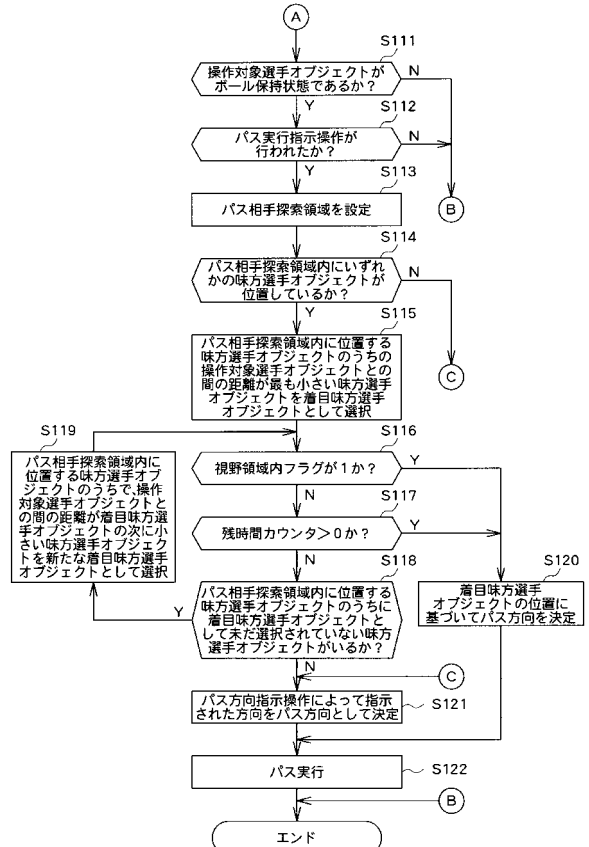 A
S111
操作対象選手オブジェクトが
ボール保持状態であるか？
N
Y
S112
パス実行指示操作が
行われたか？
N
Y
S113
パス相手探索領域を設定
B
S114
パス相手探索領域内にいずれ
かの味方選手オブジェクトが
位置しているか？
N
Y
S115
パス相手探索領域内に位置する
味方選手オブジェクトのうちの
操作対象選手オブジェクトとの
間の距離が最も小さい味方選手
オブジェクトを着目味方選手
オブジェクトとして選択
C
S119
パス相手探索領域内に
位置する味方選手オブ
ジェクトのうちで、操作
対象選手オブジェクトと
の間の距離が着目味方選
手オブジェクトの次に小
さい味方選手オブジェク
トを新たな着目味方選手
オブジェクトとして選択
S116
視野領域内フラグが１か？
Y
N
S117
残時間カウンタ＞０か？
Y
N
S118
パス相手探索領域内に位置する
味方選手オブジェクトのうちに
着目味方選手オブジェクトと
して未だ選択されていない味方
選手オブジェクトがいるか？
Y
N
S120
着目味方選手
オブジェクトの位置に
基づいてパス方向を決定
C
パス方向指示操作によって指示
された方向をパス方向として決定
S121
パス実行
S122
B
エンド